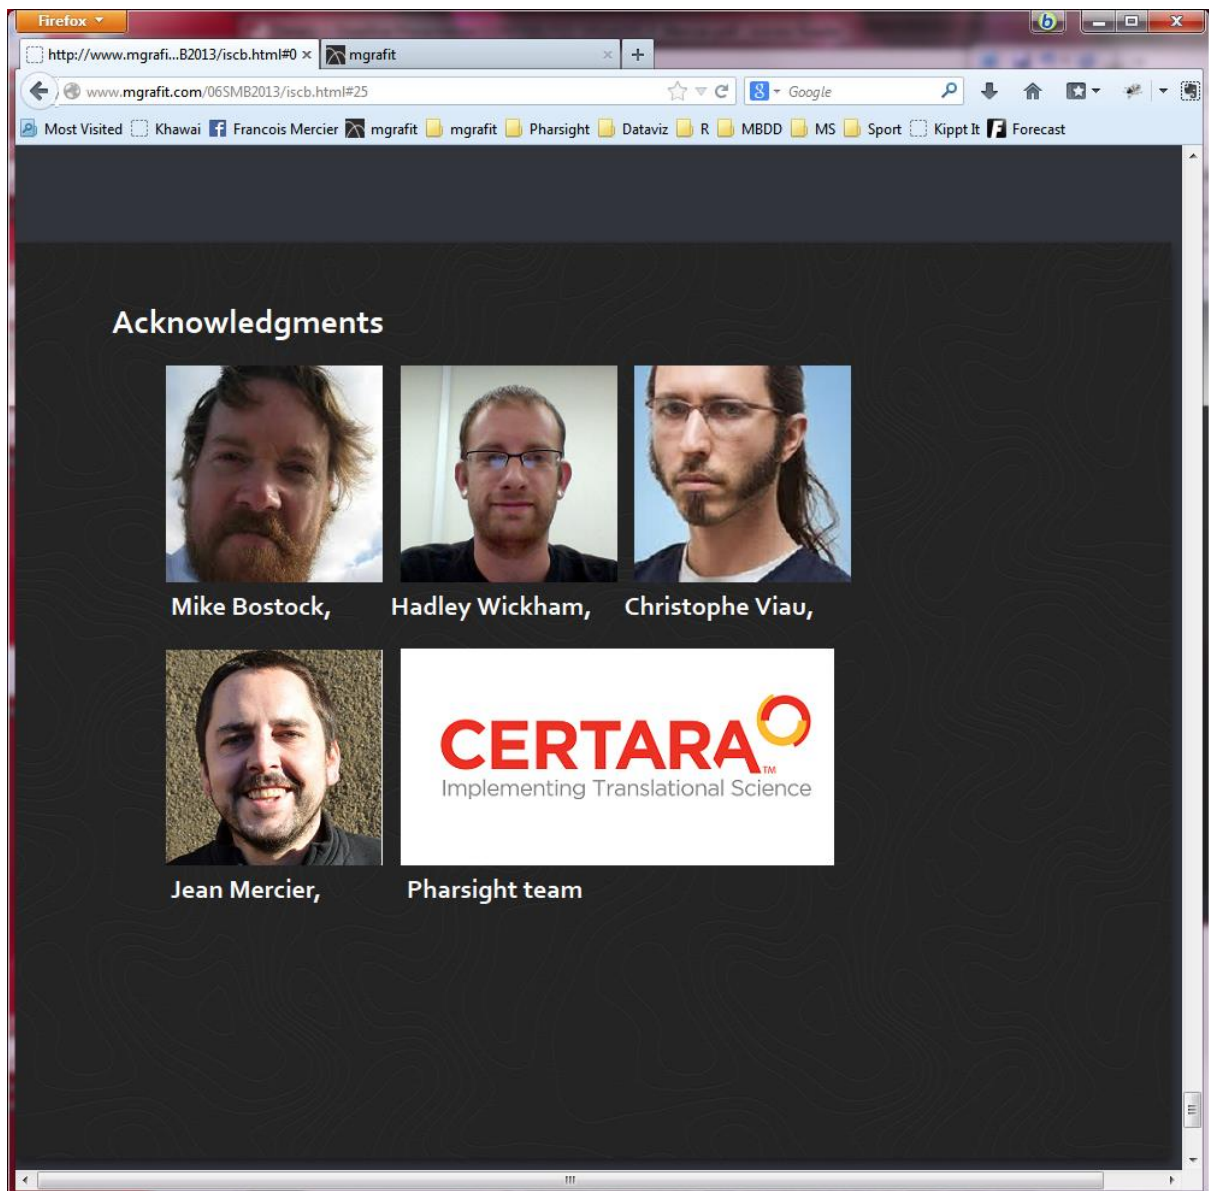 Firefox
http://www.mgrafi...B2013/iscb.html#0
mgrafit
www.mgrafit.com/06SMB2013/iscb.html#25
Google
Most Visited Khawai Francois Mercier mgrafit mgrafit Pharsight Dataviz R MBDD MS Sport Kippt It Forecast
Acknowledgments
Mike Bostock, Hadley Wickham, Christophe Viau,
CERTARA™
Implementing Translational Science
Jean Mercier, Pharsight team